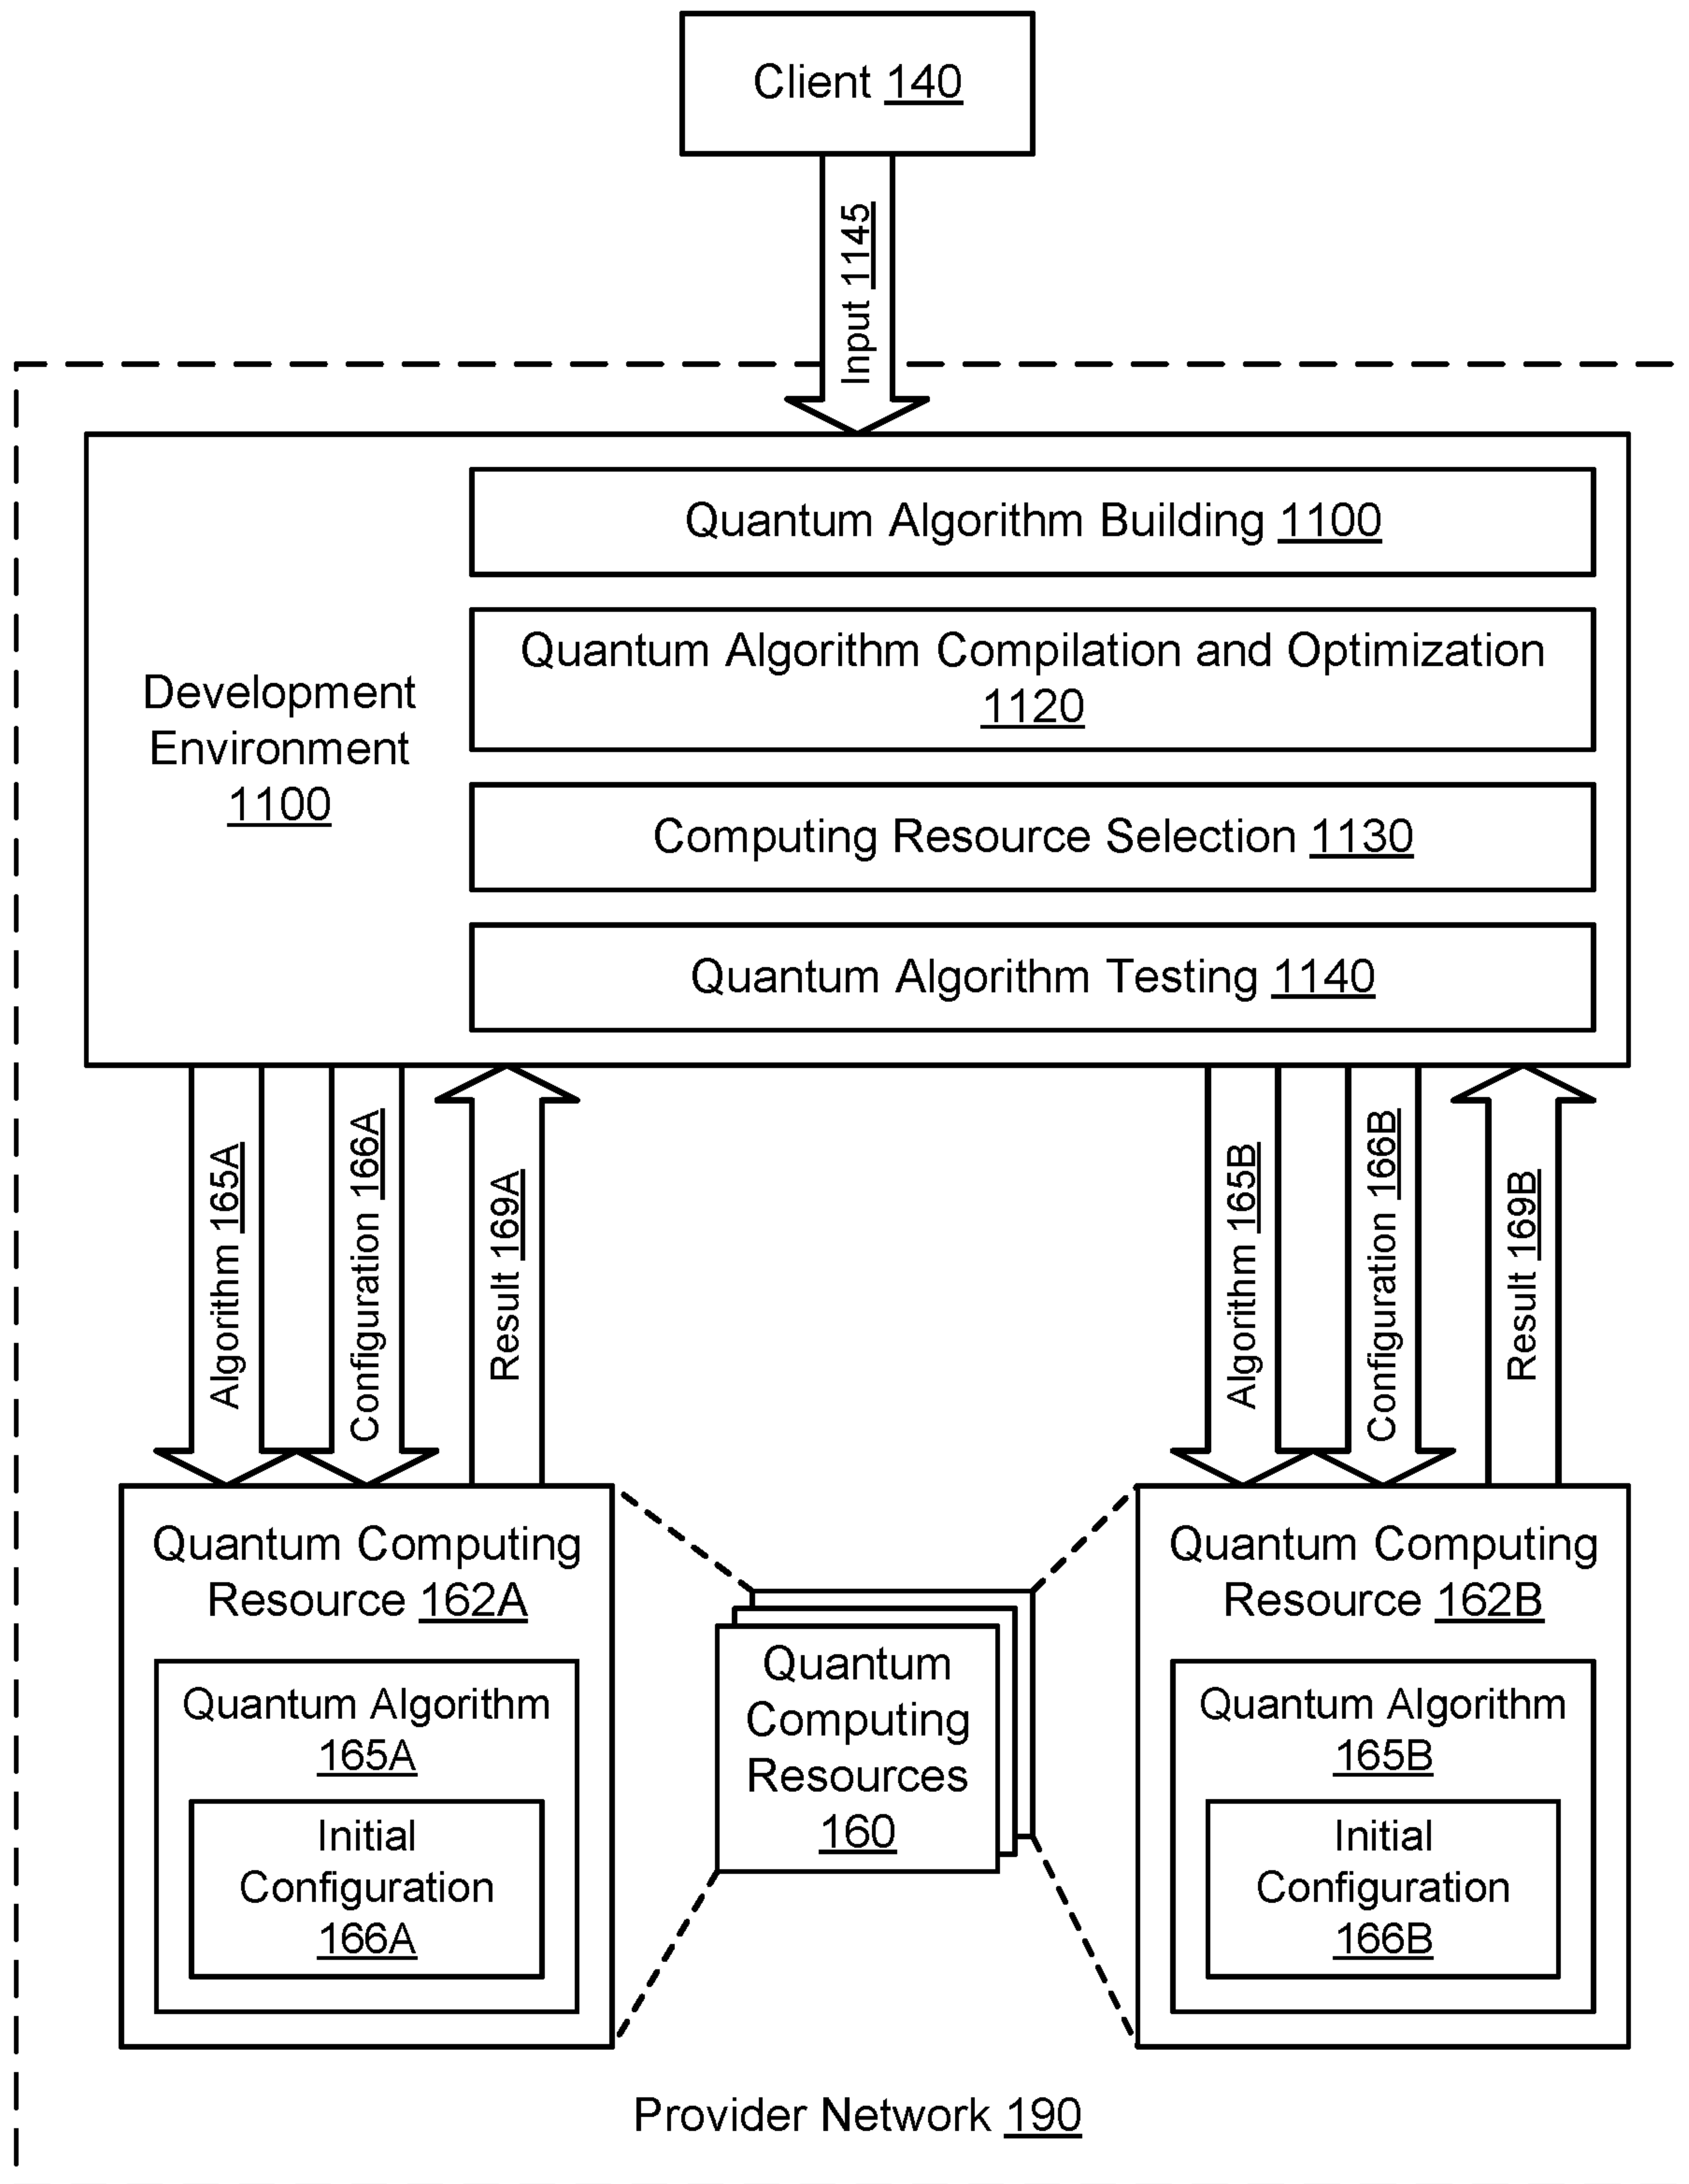 Client 140
Input 1145
Quantum Algorithm Building 1100
Quantum Algorithm Compilation and Optimization
1120
Development
Environment
1100
Computing Resource Selection 1130
Quantum Algorithm Testing 1140
Algorithm 165A
Configuration 166A
Result 169A
Algorithm 165B
Configuration 166B
Result 169B
Quantum Computing
Resource 162A
Quantum Algorithm
165A
Initial
Configuration
166A
Quantum
Computing
Resources
160
Quantum Computing
Resource 162B
Quantum Algorithm
165B
Initial
Configuration
166B
Provider Network 190